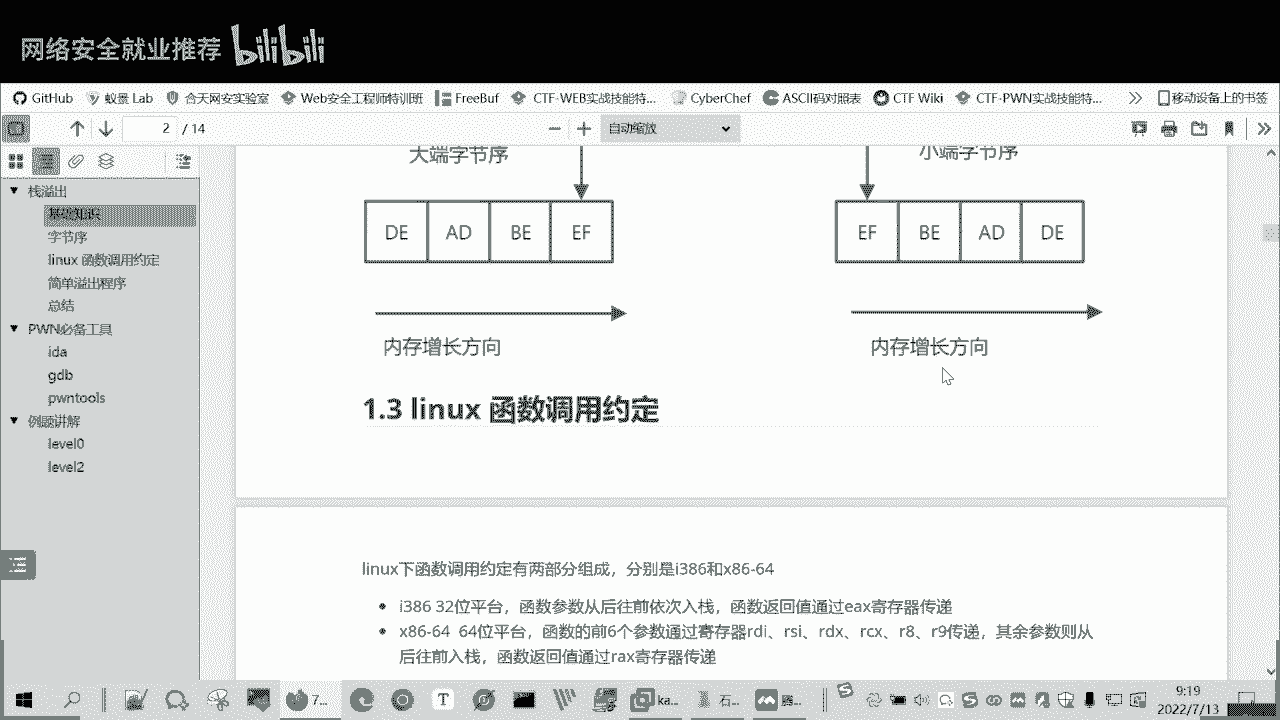 网络安全就业推荐 bilibili
GitHub 蚁景 Lab 合天网安实验室 Web安全工程师特训班 FreeBuf CTF-WEB实战技能特... CyberChef ASCII码对照表 CTF Wiki CTF-PWN实战技能特... 移动设备上的书签
2 / 14 自动缩放
栈溢出
基础知识
字节序
linux 函数调用约定
简单溢出程序
总结
PWN必备工具
ida
gdb
pwntools
例题讲解
level0
level2
大端字节序 小端字节序
DE AD BE EF EF BE AD DE
内存增长方向 内存增长方向
1.3 linux 函数调用约定
linux下函数调用约定有两部分组成，分别是i386和x86-64
i386 32位平台，函数参数从后往前依次入栈，函数返回值通过eax寄存器传递
x86-64 64位平台，函数的前6个参数通过寄存器rdi、rsi、rdx、rcx、r8、r9传递，其余参数则从
后往前入栈，函数返回值通过rax寄存器传递
7... ka... 石... 9:19
2022/7/13